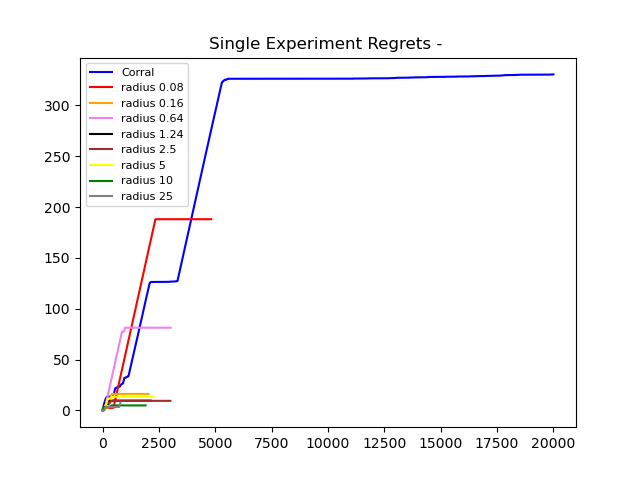 Single Experiment Regrets -
Corral
radius 0.08
radius 0.16
radius 0.64
radius 1.24
radius 2.5
radius 5
radius 10
radius 25
300
250
200
150
100
50
0
0 2500 5000 7500 10000 12500 15000 17500 20000